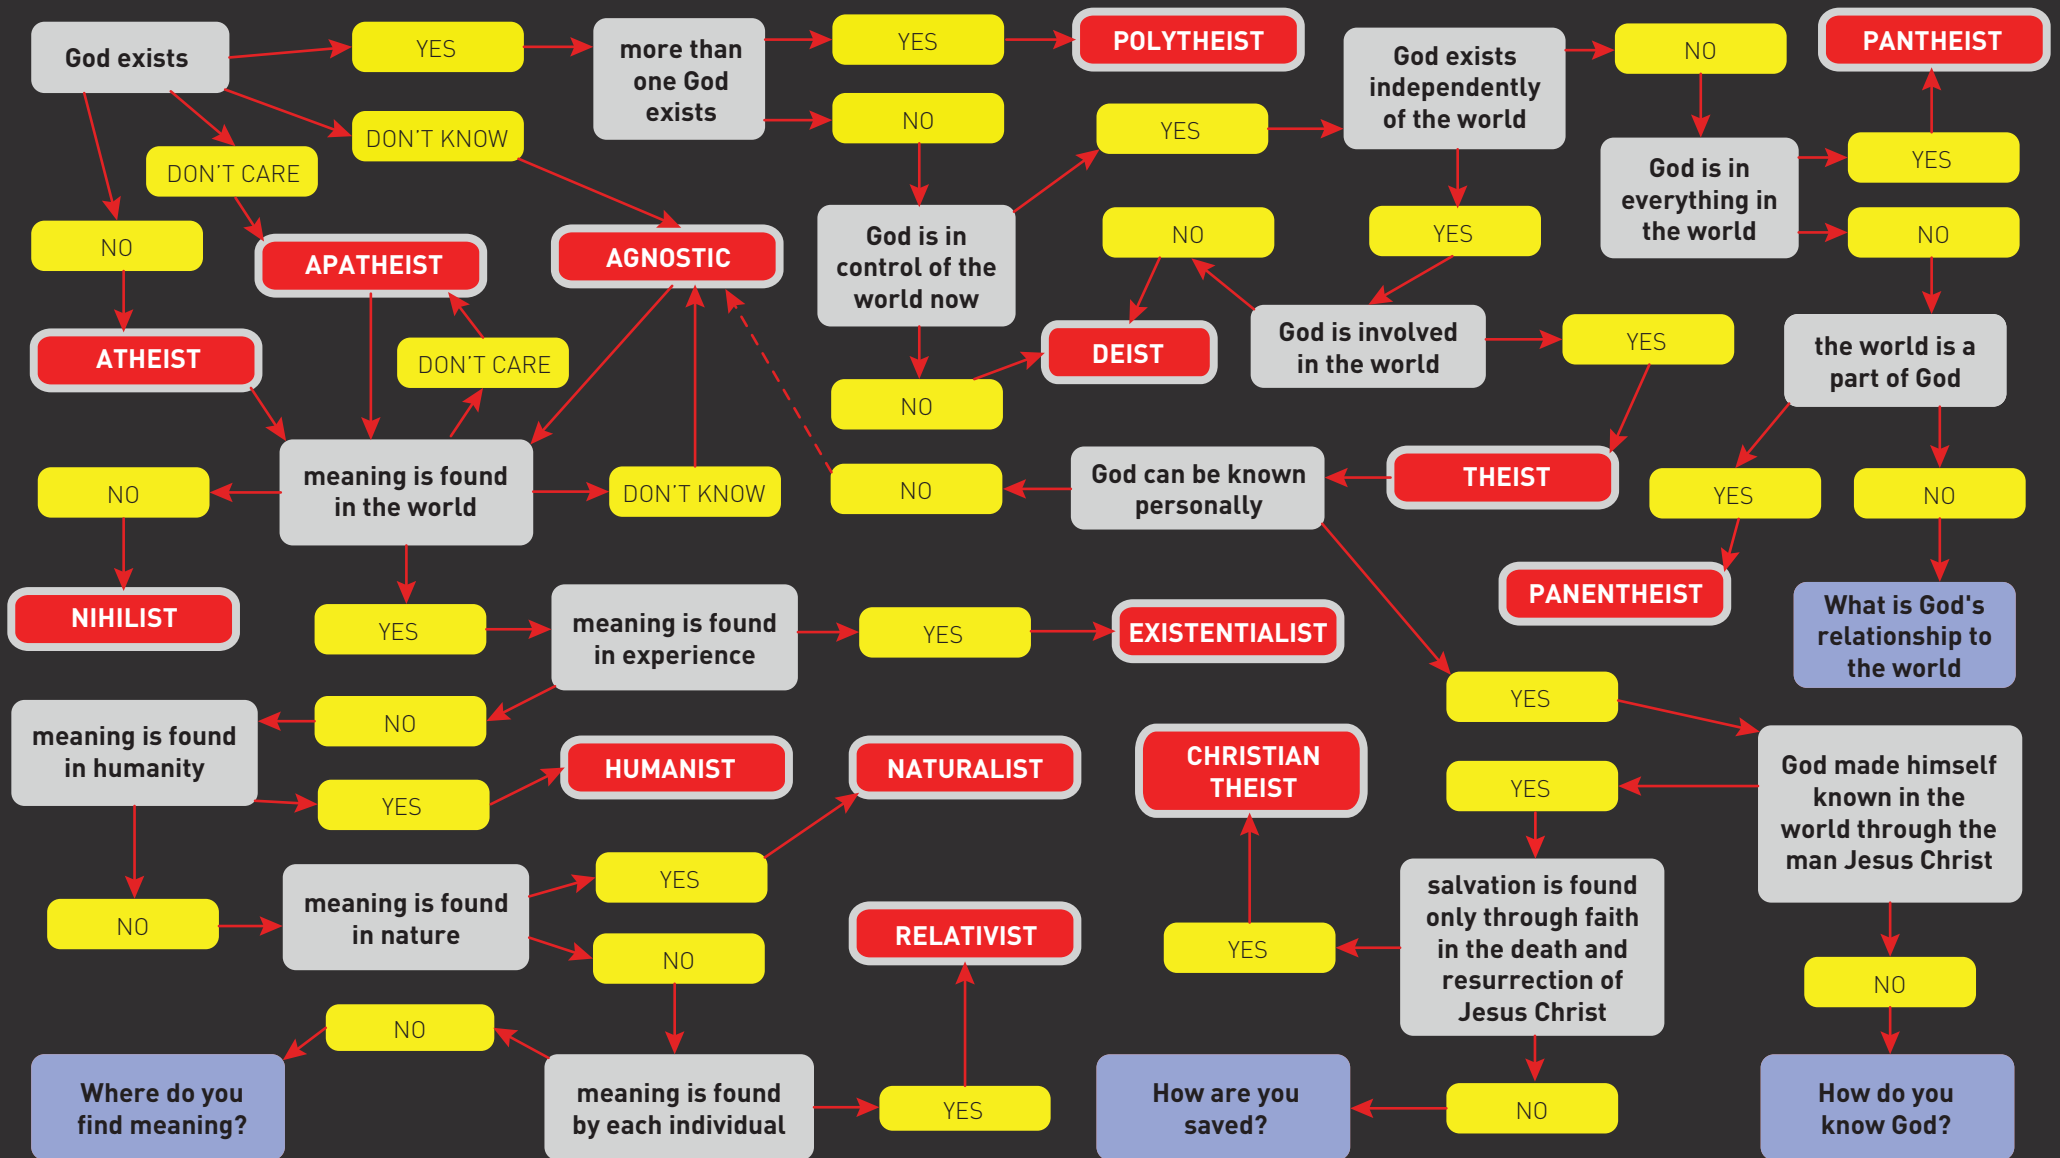 God exists
YES
more than
one God
exists
YES
POLYTHEIST
God exists
independently
of the world
NO
PANTHEIST
DON'T KNOW
NO
YES
DON'T CARE
God is in
everything in
the world
YES
NO
APATHEIST
AGNOSTIC
God is in
control of the
world now
NO
YES
NO
ATHEIST
DON'T CARE
DEIST
God is involved
in the world
YES
the world is a
part of God
NO
NO
meaning is found
in the world
DON'T KNOW
NO
God can be known
personally
THEIST
YES
NO
NIHILIST
YES
meaning is found
in experience
YES
EXISTENTIALIST
PANENTHEIST
What is God's
relationship to
the world
meaning is found
in humanity
NO
YES
HUMANIST
NATURALIST
CHRISTIAN
THEIST
YES
YES
God made himself
known in the
world through the
man Jesus Christ
NO
meaning is found
in nature
YES
NO
RELATIVIST
YES
salvation is found
only through faith
in the death and
resurrection of
Jesus Christ
NO
NO
Where do you
find meaning?
meaning is found
by each individual
YES
How are you
saved?
NO
How do you
know God?